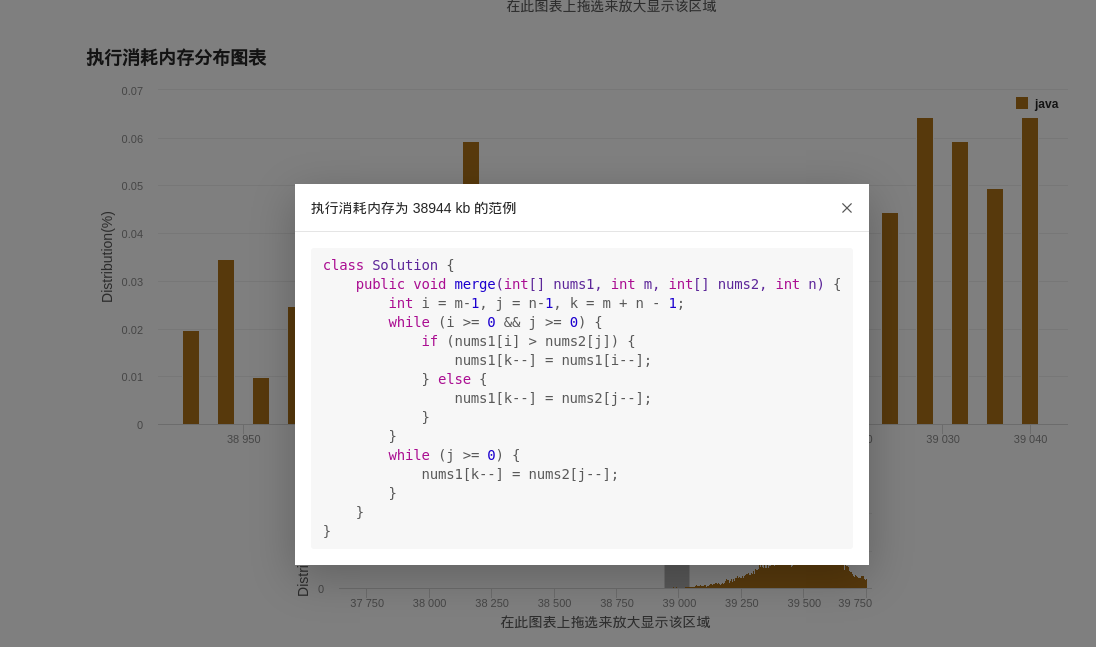 在此图表上拖选来放大显示该区域
执行消耗内存分布图表
0.07
java
0.06
0.05
0.04
0.03
0.02
0.01
0
Distribution(%)
38 950
39 030
39 040
执行消耗内存为 38944 kb 的范例
class Solution {
    public void merge(int[] nums1, int m, int[] nums2, int n) {
        int i = m-1, j = n-1, k = m + n - 1;
        while (i >= 0 && j >= 0) {
            if (nums1[i] > nums2[j]) {
                nums1[k--] = nums1[i--];
            } else {
                nums1[k--] = nums2[j--];
            }
        }
        while (j >= 0) {
            nums1[k--] = nums2[j--];
        }
    }
}
0
37 750 38 000 38 250 38 500 38 750 39 000 39 250 39 500 39 750
在此图表上拖选来放大显示该区域